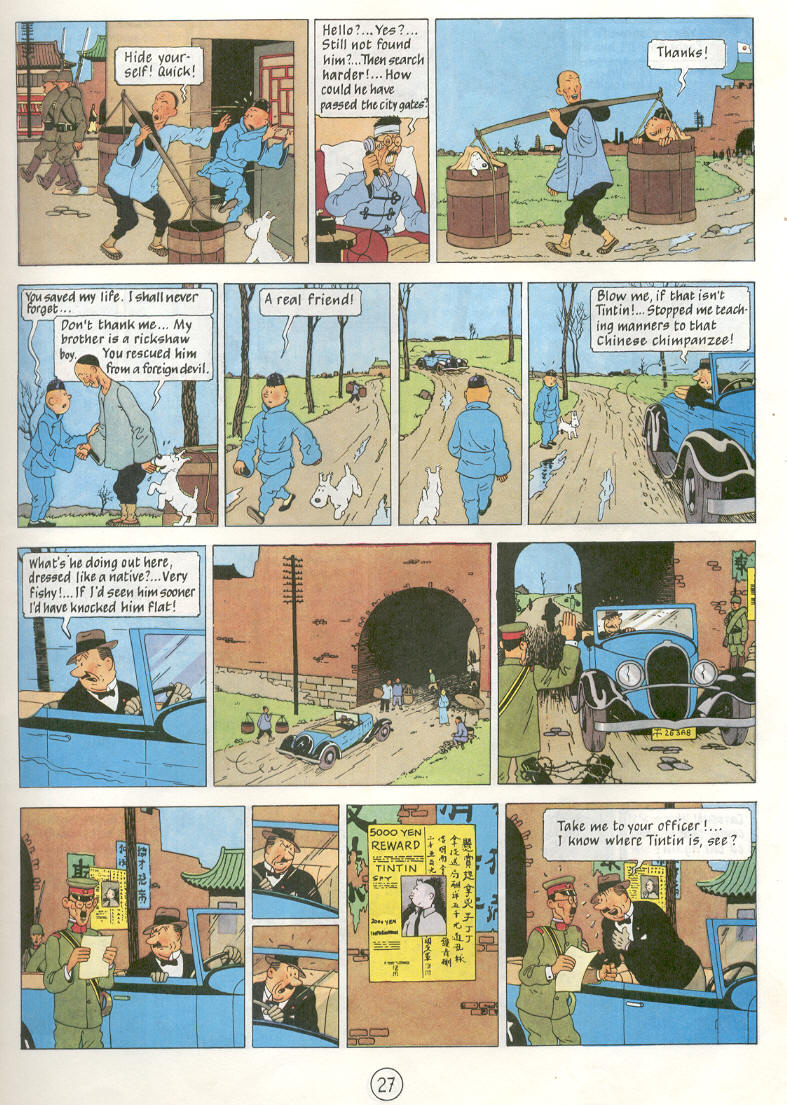 Hide your-
self! Quick!
Hello?... Yes?...
Still not found
him?...Then search
harder!... How
could he have
passed the city gates?
Thanks!
You saved my life. I shall never
forget...
Don't thank me... My
brother is a rickshaw
boy. You rescued him
from a foreign devil.
A real friend!
Blow me, if that isn't
Tintin!... Stopped me teach-
ing manners to that
Chinese chimpanzee!
What's he doing out here,
dressed like a native?...Very
fishy!... If I'd seen him sooner
I'd have knocked him flat!
26368
5000 YEN
REWARD
TINTIN
SPY
2000 YEN
Take me to your officer!...
I know where Tintin is, see?
27